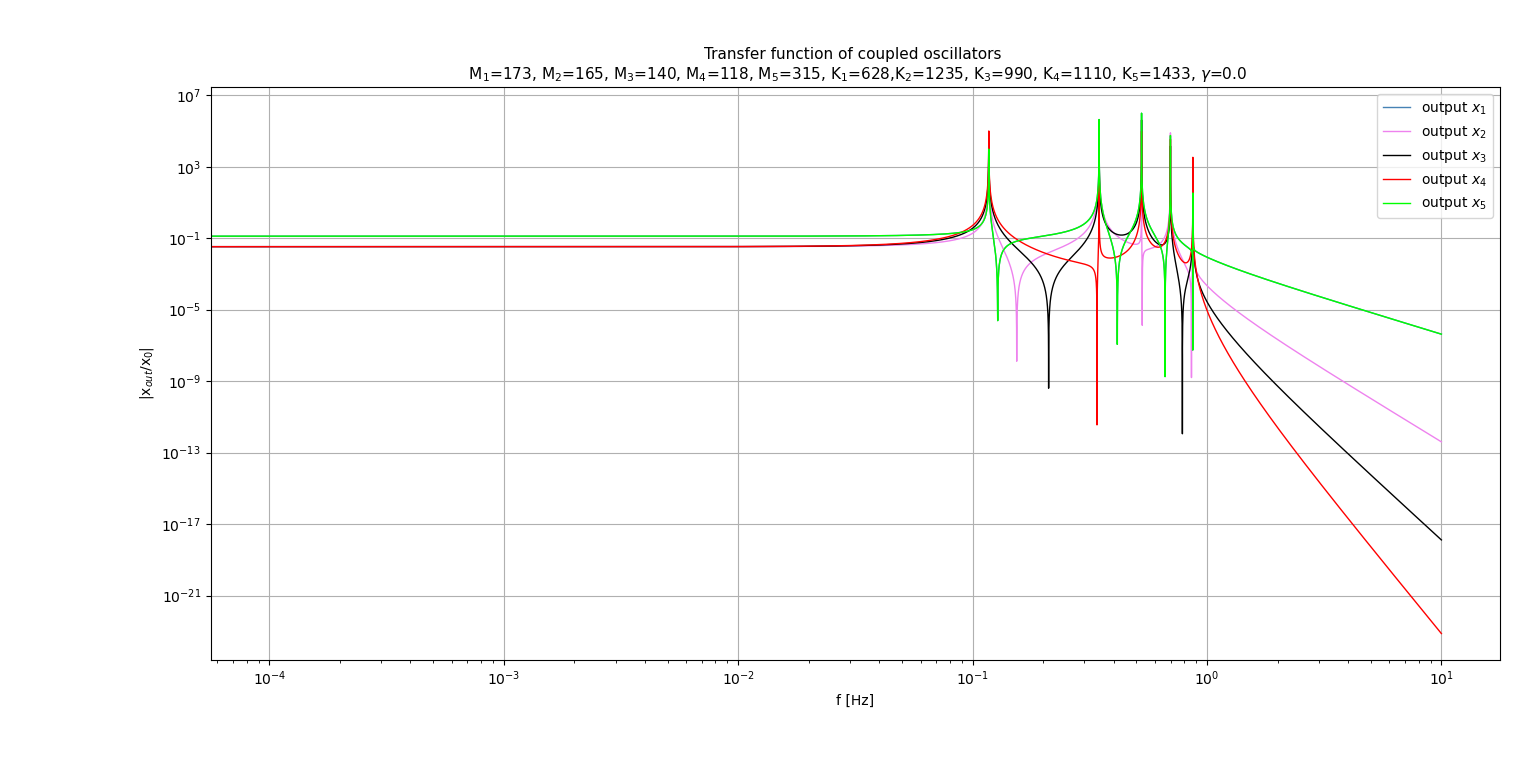 Transfer function of coupled oscillators
M₁=173, M₂=165, M₃=140, M₄=118, M₅=315, K₁=628,K₂=1235, K₃=990, K₄=1110, K₅=1433, γ=0.0
10⁷
10³
10⁻¹
10⁻⁵
10⁻⁹
10⁻¹³
10⁻¹⁷
10⁻²¹
|x_{out}/x₀|
output x₁
output x₂
output x₃
output x₄
output x₅
10⁻⁴ 10⁻³ 10⁻² 10⁻¹ 10⁰ 10¹
f [Hz]